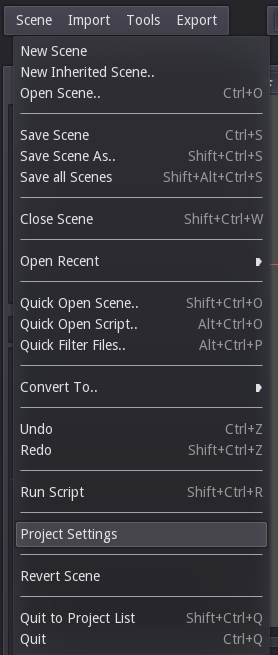 Scene Import Tools Export
New Scene
New Inherited Scene..
Open Scene.. Ctrl+O
Save Scene Ctrl+S
Save Scene As.. Shift+Ctrl+S
Save all Scenes Shift+Alt+Ctrl+S
Close Scene Shift+Ctrl+W
Open Recent
Quick Open Scene.. Shift+Ctrl+O
Quick Open Script.. Alt+Ctrl+O
Quick Filter Files.. Alt+Ctrl+P
Convert To..
Undo Ctrl+Z
Redo Shift+Ctrl+Z
Run Script Shift+Ctrl+R
Project Settings
Revert Scene
Quit to Project List Shift+Ctrl+Q
Quit Ctrl+Q